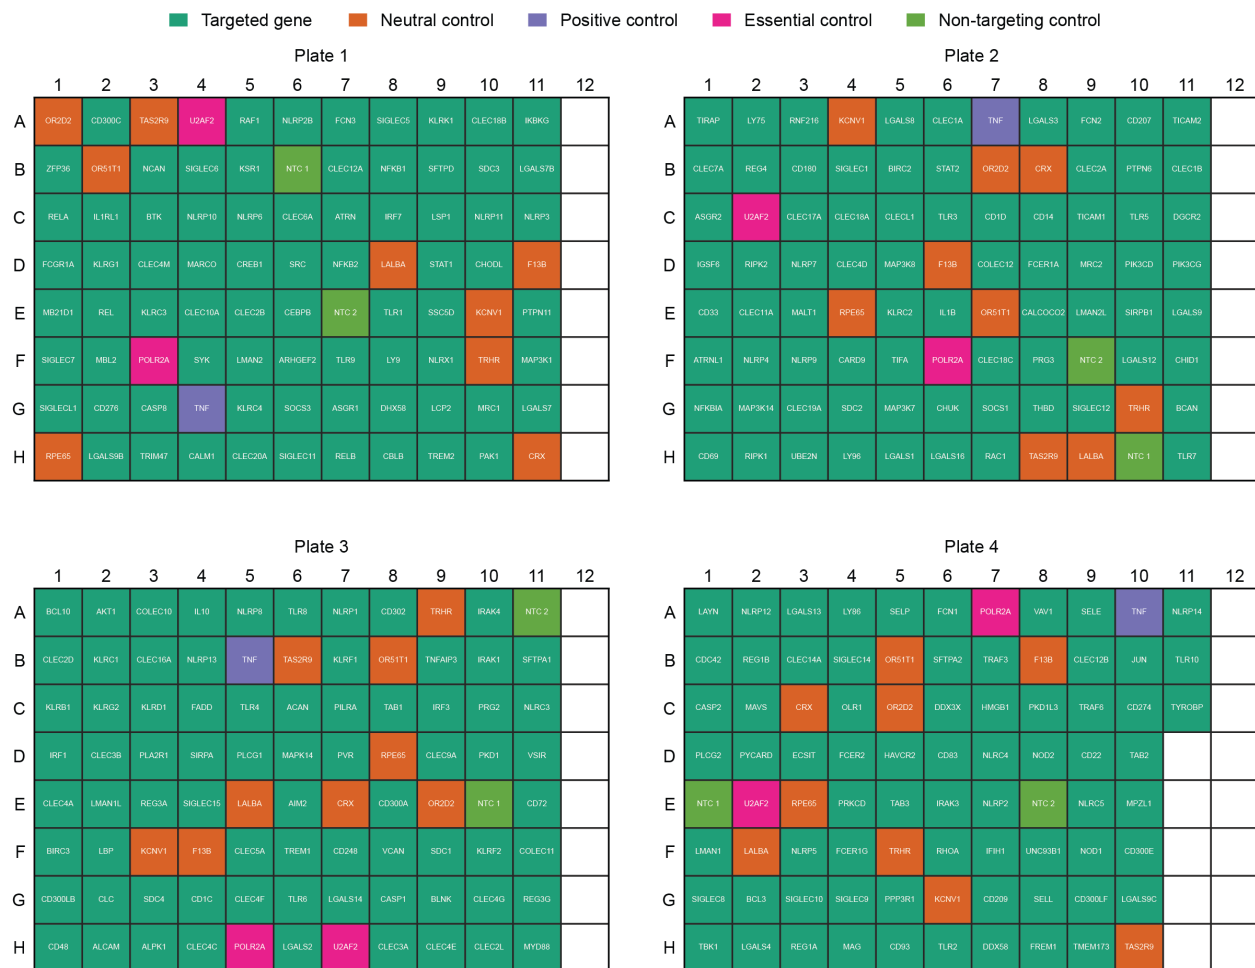 Targeted gene Neutral control Positive control Essential control Non-targeting control
Plate 1
1 2 3 4 5 6 7 8 9 10 11 12
A OR2D2 CD300C TAS2R9 U2AF2 RAF1 NLRP2B FCN3 SIGLEC5 KLRK1 CLEC18B IKBKG
B ZFP36 OR51T1 NCAN SIGLEC6 KSR1 NTC 1 CLEC12A NFKB1 SFTPD SDC3 LGALS7B
C RELA IL1RL1 BTK NLRP10 NLRP6 CLEC6A ATRN IRF7 LSP1 NLRP11 NLRP3
D FCGR1A KLRG1 CLEC4M MARCO CREB1 SRC NFKB2 LALBA STAT1 CHODL F13B
E MB21D1 REL KLRC3 CLEC10A CLEC2B CEBPB NTC 2 TLR1 SSC5D KCNV1 PTPN11
F SIGLEC7 MBL2 POLR2A SYK LMAN2 ARHGEF2 TLR9 LY9 NLRX1 TRHR MAP3K1
G SIGLECL1 CD276 CASP8 TNF KLRC4 SOCS3 ASGR1 DHX58 LCP2 MRC1 LGALS7
H RPE65 LGALS9B TRIM47 CALM1 CLEC20A SIGLEC11 RELB CBLB TREM2 PAK1 CRX
Plate 2
1 2 3 4 5 6 7 8 9 10 11 12
TIRAP LY75 RNF216 KCNV1 LGALS8 CLEC1A TNF LGALS3 FCN2 CD207 TICAM2
CLEC7A REG4 CD180 SIGLEC1 BIRC2 STAT2 OR2D2 CRX CLEC2A PTPN6 CLEC1B
ASGR2 U2AF2 CLEC17A CLEC18A CLECL1 TLR3 CD1D CD14 TICAM1 TLR5 DGCR2
IGSF6 RIPK2 NLRP7 CLEC4D MAP3K8 F13B COLEC12 FCER1A MRC2 PIK3CD PIK3CG
CD33 CLEC11A MALT1 RPE65 KLRC2 IL1B OR51T1 CALCOCO2 LMAN2L SIRPB1 LGALS9
ATRNL1 NLRP4 NLRP9 CARD9 TIFA POLR2A CLEC18C PRG3 NTC 2 LGALS12 CHID1
NFKBIA MAP3K14 CLEC19A SDC2 MAP3K7 CHUK SOCS1 THBD SIGLEC12 TRHR BCAN
CD69 RIPK1 UBE2N LY96 LGALS1 LGALS16 RAC1 TAS2R9 LALBA NTC 1 TLR7
Plate 3
1 2 3 4 5 6 7 8 9 10 11 12
A BCL10 AKT1 COLEC10 IL10 NLRP8 TLR8 NLRP1 CD302 TRHR IRAK4 NTC 2
B CLEC2D KLRC1 CLEC16A NLRP13 TNF TAS2R9 KLRF1 OR51T1 TNFAIP3 IRAK1 SFTPA1
C KLRB1 KLRG2 KLRD1 FADD TLR4 ACAN PILRA TAB1 IRF3 PRG2 NLRC3
D IRF1 CLEC3B PLA2R1 SIRPA PLCG1 MAPK14 PVR RPE65 CLEC9A PKD1 VSIR
E CLEC4A LMAN1L REG3A SIGLEC15 LALBA AIM2 CRX CD300A OR2D2 NTC 1 CD72
F BIRC3 LBP KCNV1 F13B CLEC5A TREM1 CD248 VCAN SDC1 KLRF2 COLEC11
G CD300LB CLC SDC4 CD1C CLEC4F TLR6 LGALS14 CASP1 BLNK CLEC4G REG3G
H CD48 ALCAM ALPK1 CLEC4C POLR2A LGALS2 U2AF2 CLEC3A CLEC4E CLEC2L MYD88
Plate 4
1 2 3 4 5 6 7 8 9 10 11 12
LAYN NLRP12 LGALS13 LY86 SELP FCN1 POLR2A VAV1 SELE TNF NLRP14
CDC42 REG1B CLEC14A SIGLEC14 OR51T1 SFTPA2 TRAF3 F13B CLEC12B JUN TLR10
CASP2 MAVS CRX OLR1 OR2D2 DDX3X HMGB1 PKD1L3 TRAF6 CD274 TYROBP
PLCG2 PYCARD ECSIT FCER2 HAVCR2 CD83 NLRC4 NOD2 CD22 TAB2
NTC 1 U2AF2 RPE65 PRKCD TAB3 IRAK3 NLRP2 NTC 2 NLRC5 MPZL1
LMAN1 LALBA NLRP5 FCER1G TRHR RHOA IFIH1 UNC93B1 NOD1 CD300E
SIGLEC8 BCL3 SIGLEC10 SIGLEC9 PPP3R1 KCNV1 CD209 SELL CD300LF LGALS9C
TBK1 LGALS4 REG1A MAG CD93 TLR2 DDX58 FREM1 TMEM173 TAS2R9